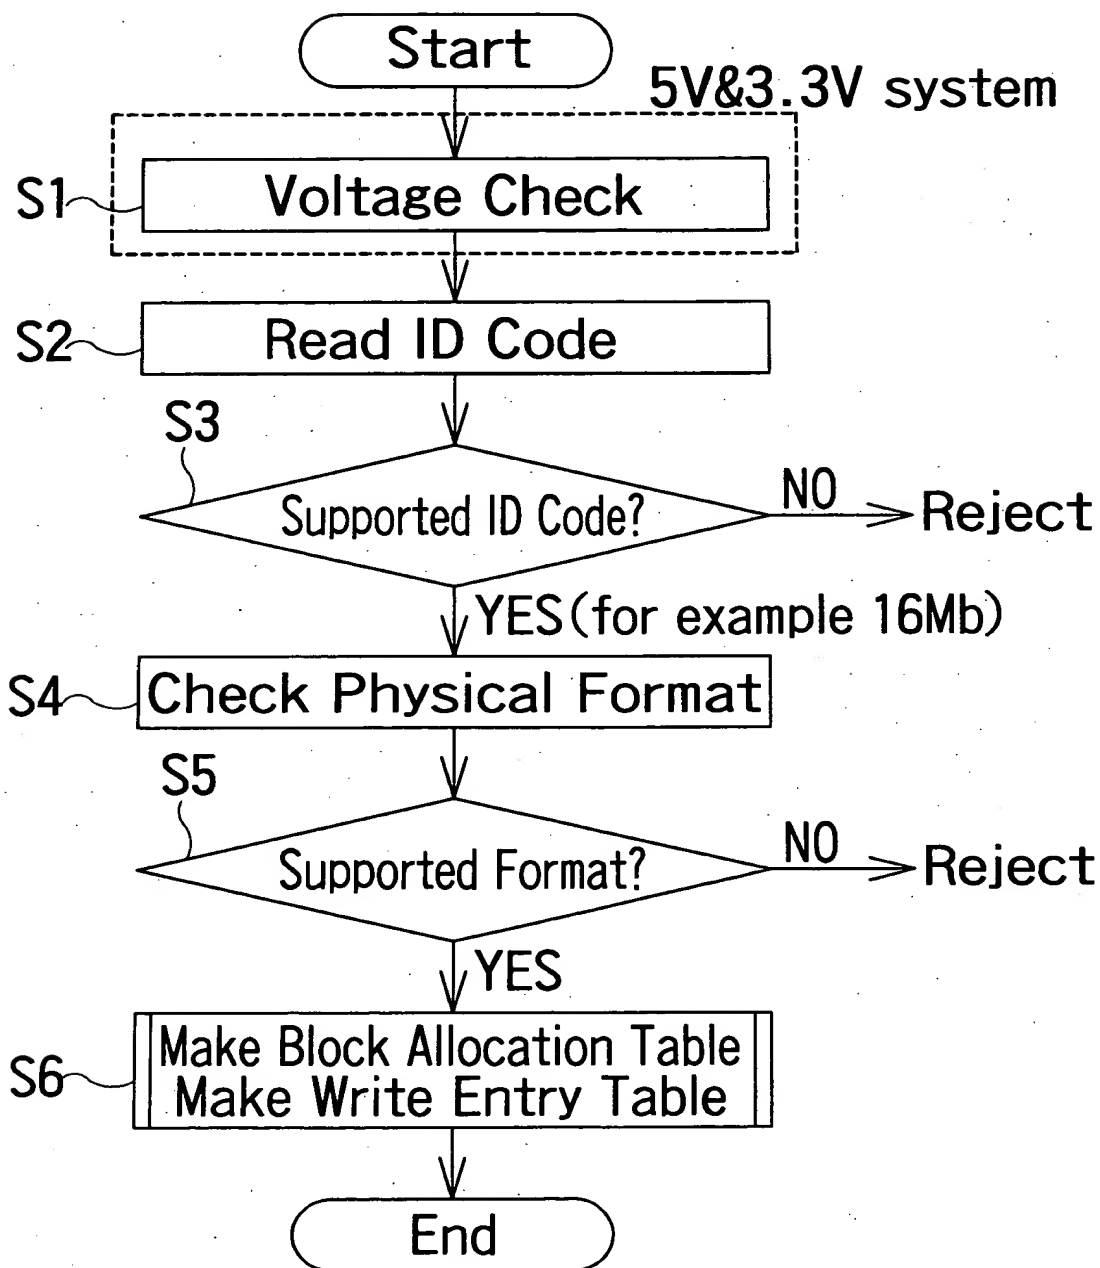 Start
5V&3.3V system
S1
Voltage Check
S2
Read ID Code
S3
Supported ID Code?
NO
Reject
YES(for example 16Mb)
S4
Check Physical Format
S5
Supported Format?
NO
Reject
YES
S6
Make Block Allocation Table
Make Write Entry Table
End